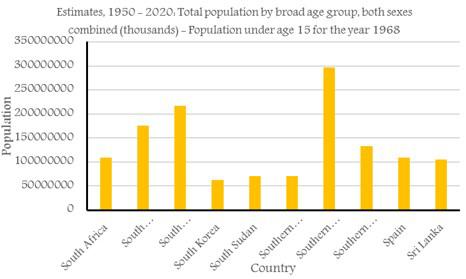 Estimates, 1950 - 2020: Total population by broad age group, both sexes
combined (thousands) - Population under age 15 for the year 1968
350000000
300000000
250000000
200000000
150000000
100000000
50000000
0
Population
South Africa
South...
South...
South Korea
South Sudan
Southern...
Southern...
Southern...
Spain
Sri Lanka
Country